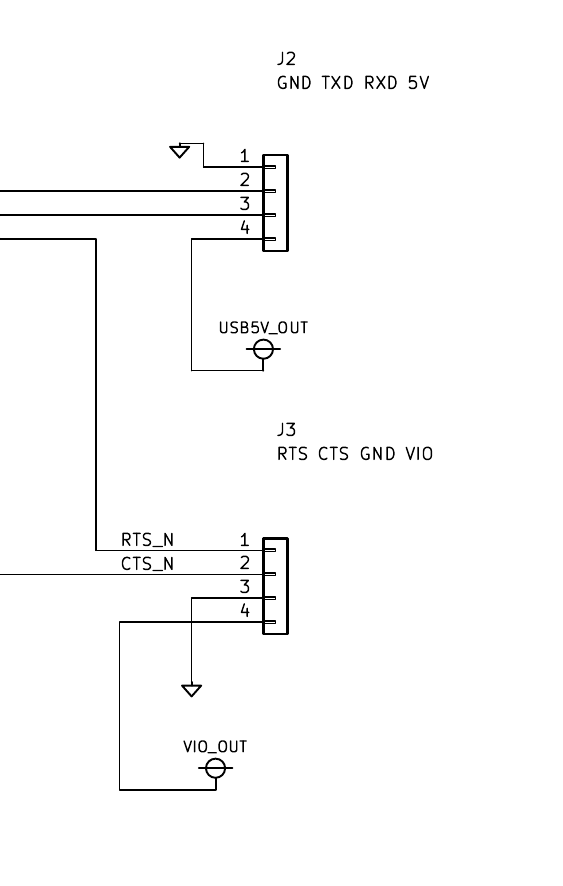 J2
GND TXD RXD 5V
1
2
3
4
USB5V_OUT
J3
RTS CTS GND VIO
RTS_N 1
CTS_N 2
3
4
VIO_OUT